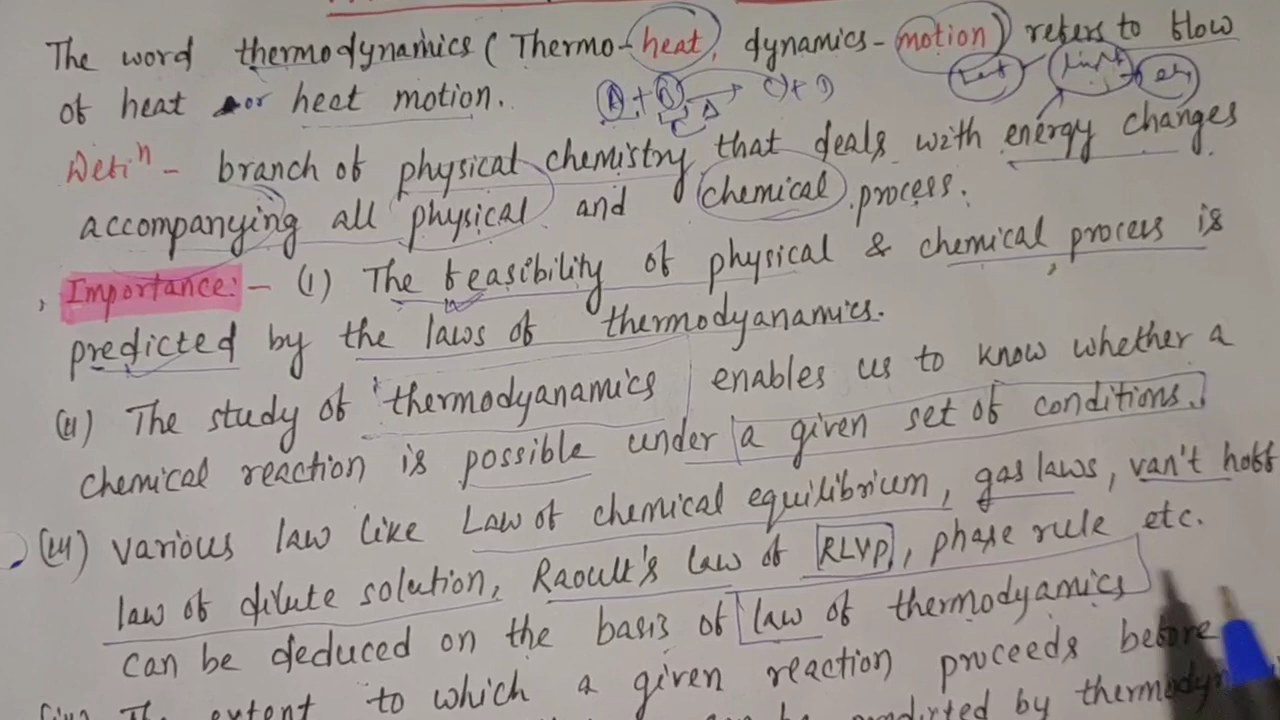 The word thermodynamics (Thermo-heat, dynamics-motion) refers to flow
of heat or heat motion.
A + B → C + D
Δ
Defiⁿ - branch of physical chemistry that deals with energy changes
accompanying all physical and chemical process.
Importance:- (i) The feasibility of physical & chemical process is
predicted by the laws of thermodyanamics.
(ii) The study of thermodyanamics enables us to know whether a
chemical reaction is possible under a given set of conditions.
(iii) various law like Law of chemical equilibrium, gas laws, van't hoff
law of dilute solution, Raoult's law of RLVP, phase rule etc.
can be deduced on the basis of law of thermodyamics
The extent to which a given reaction proceeds before
be predicted by